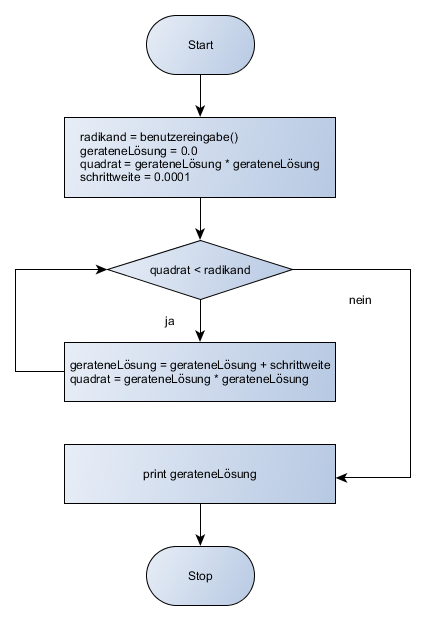 Start
radikand = benutzereingabe()
gerateneLösung = 0.0
quadrat = gerateneLösung * gerateneLösung
schrittweite = 0.0001
quadrat < radikand
nein
ja
gerateneLösung = gerateneLösung + schrittweite
quadrat = gerateneLösung * gerateneLösung
print gerateneLösung
Stop